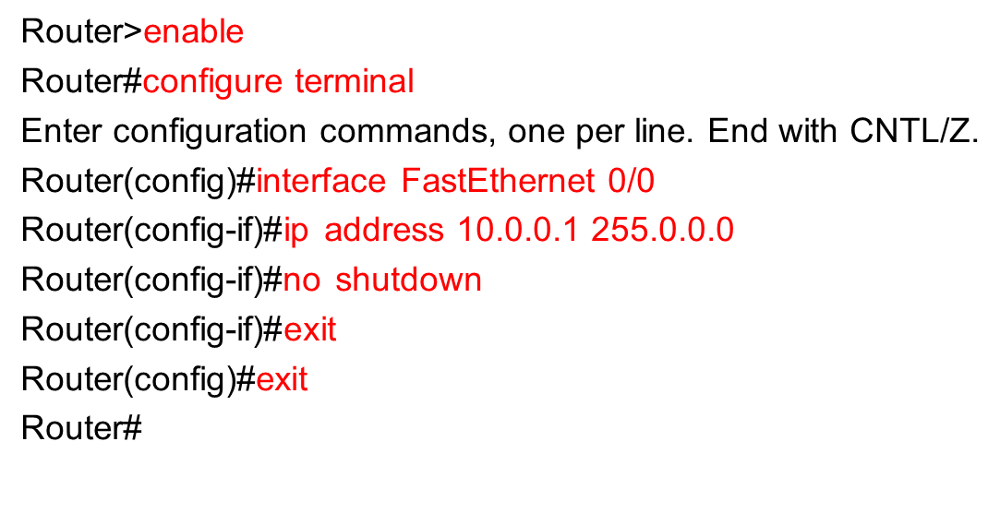 Router>enable
Router#configure terminal
Enter configuration commands, one per line. End with CNTL/Z.
Router(config)#interface FastEthernet 0/0
Router(config-if)#ip address 10.0.0.1 255.0.0.0
Router(config-if)#no shutdown
Router(config-if)#exit
Router(config)#exit
Router#